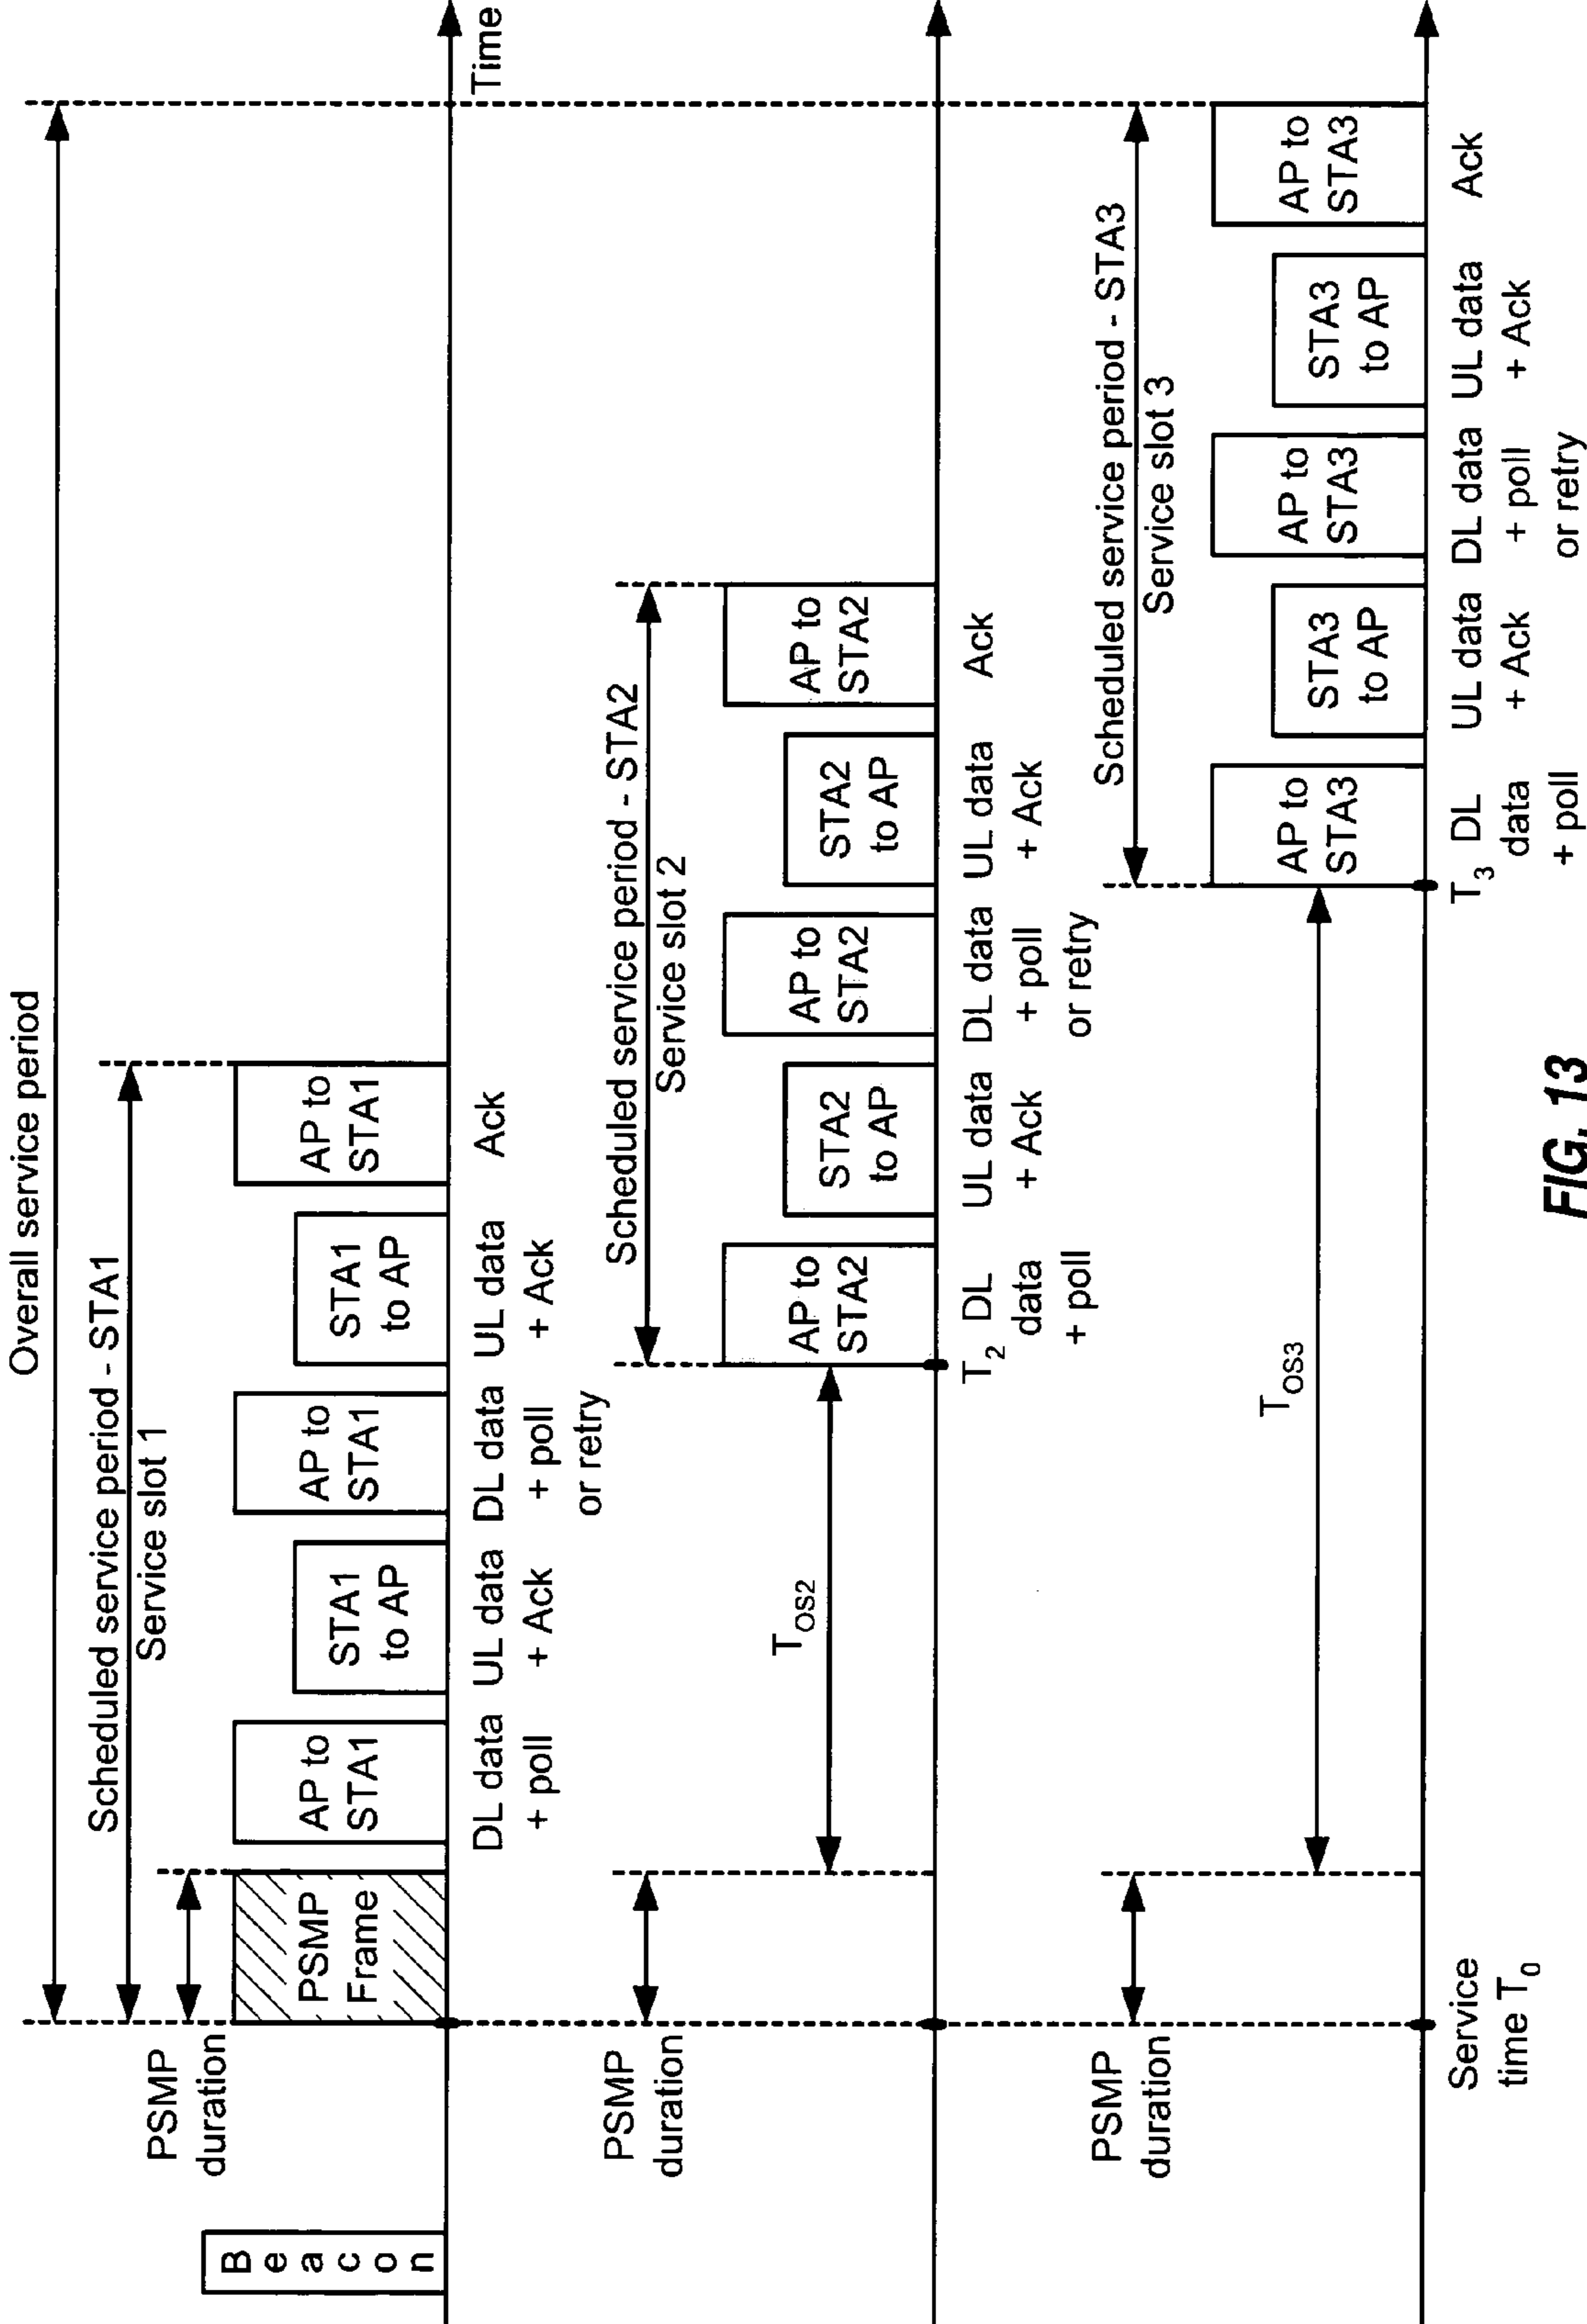 Overall service period
Scheduled service period - STA1
Service slot 1
PSMP
duration
Beacon
PSMP
Frame
AP to
STA1
STA1
to AP
AP to
STA1
STA1
to AP
AP to
STA1
Time
DL data
+ poll
UL data
+ Ack
DL data
+ poll
or retry
UL data
+ Ack
Ack
Scheduled service period - STA2
Service slot 2
PSMP
duration
TOS2
AP to
STA2
STA2
to AP
AP to
STA2
STA2
to AP
AP to
STA2
T2
DL
data
+ poll
UL data
+ Ack
DL data
+ poll
or retry
UL data
+ Ack
Ack
Scheduled service period - STA3
Service slot 3
PSMP
duration
TOS3
AP to
STA3
STA3
to AP
AP to
STA3
STA3
to AP
AP to
STA3
Service
time T0
T3
DL
data
+ poll
UL data
+ Ack
DL data
+ poll
or retry
UL data
+ Ack
Ack
FIG. 13